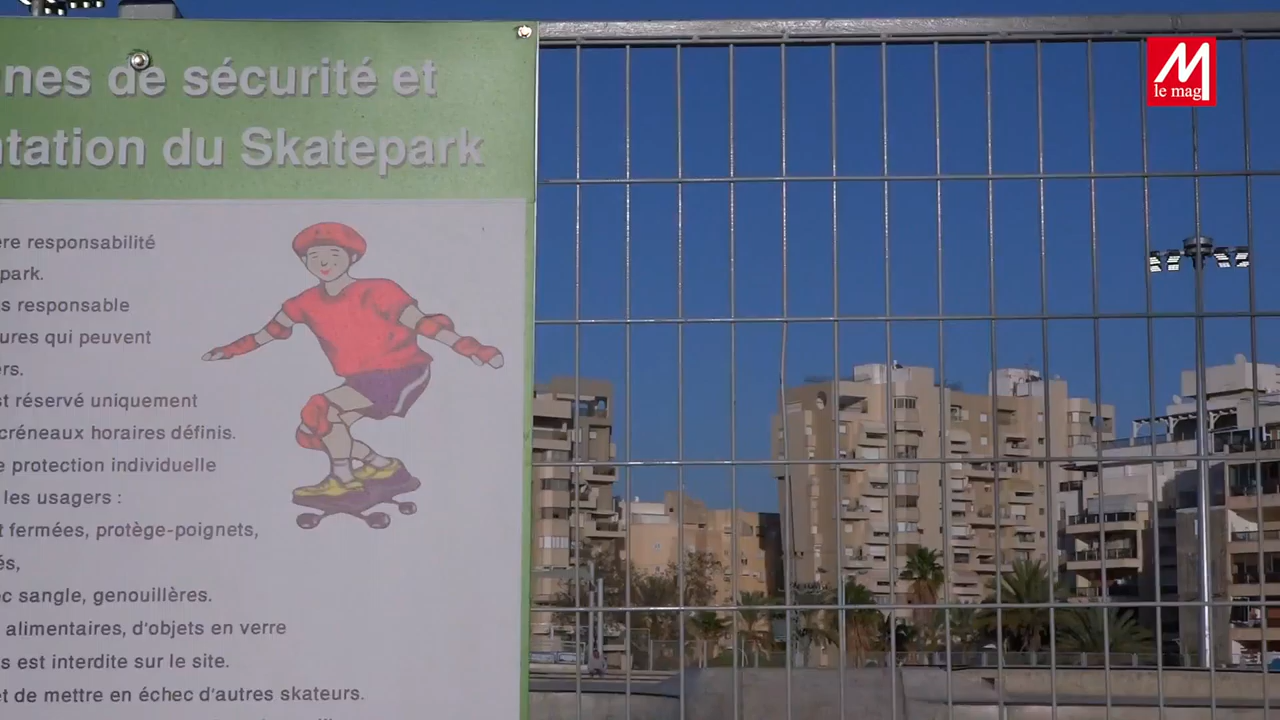 nes de sécurité et
ntation du Skatepark
ère responsabilité
park.
s responsable
ures qui peuvent
ers.
st réservé uniquement
créneaux horaires définis.
e protection individuelle
les usagers :
t fermées, protège-poignets,
és,
ec sangle, genouillères.
alimentaires, d'objets en verre
s est interdite sur le site.
et de mettre en échec d'autres skateurs.
M
le mag